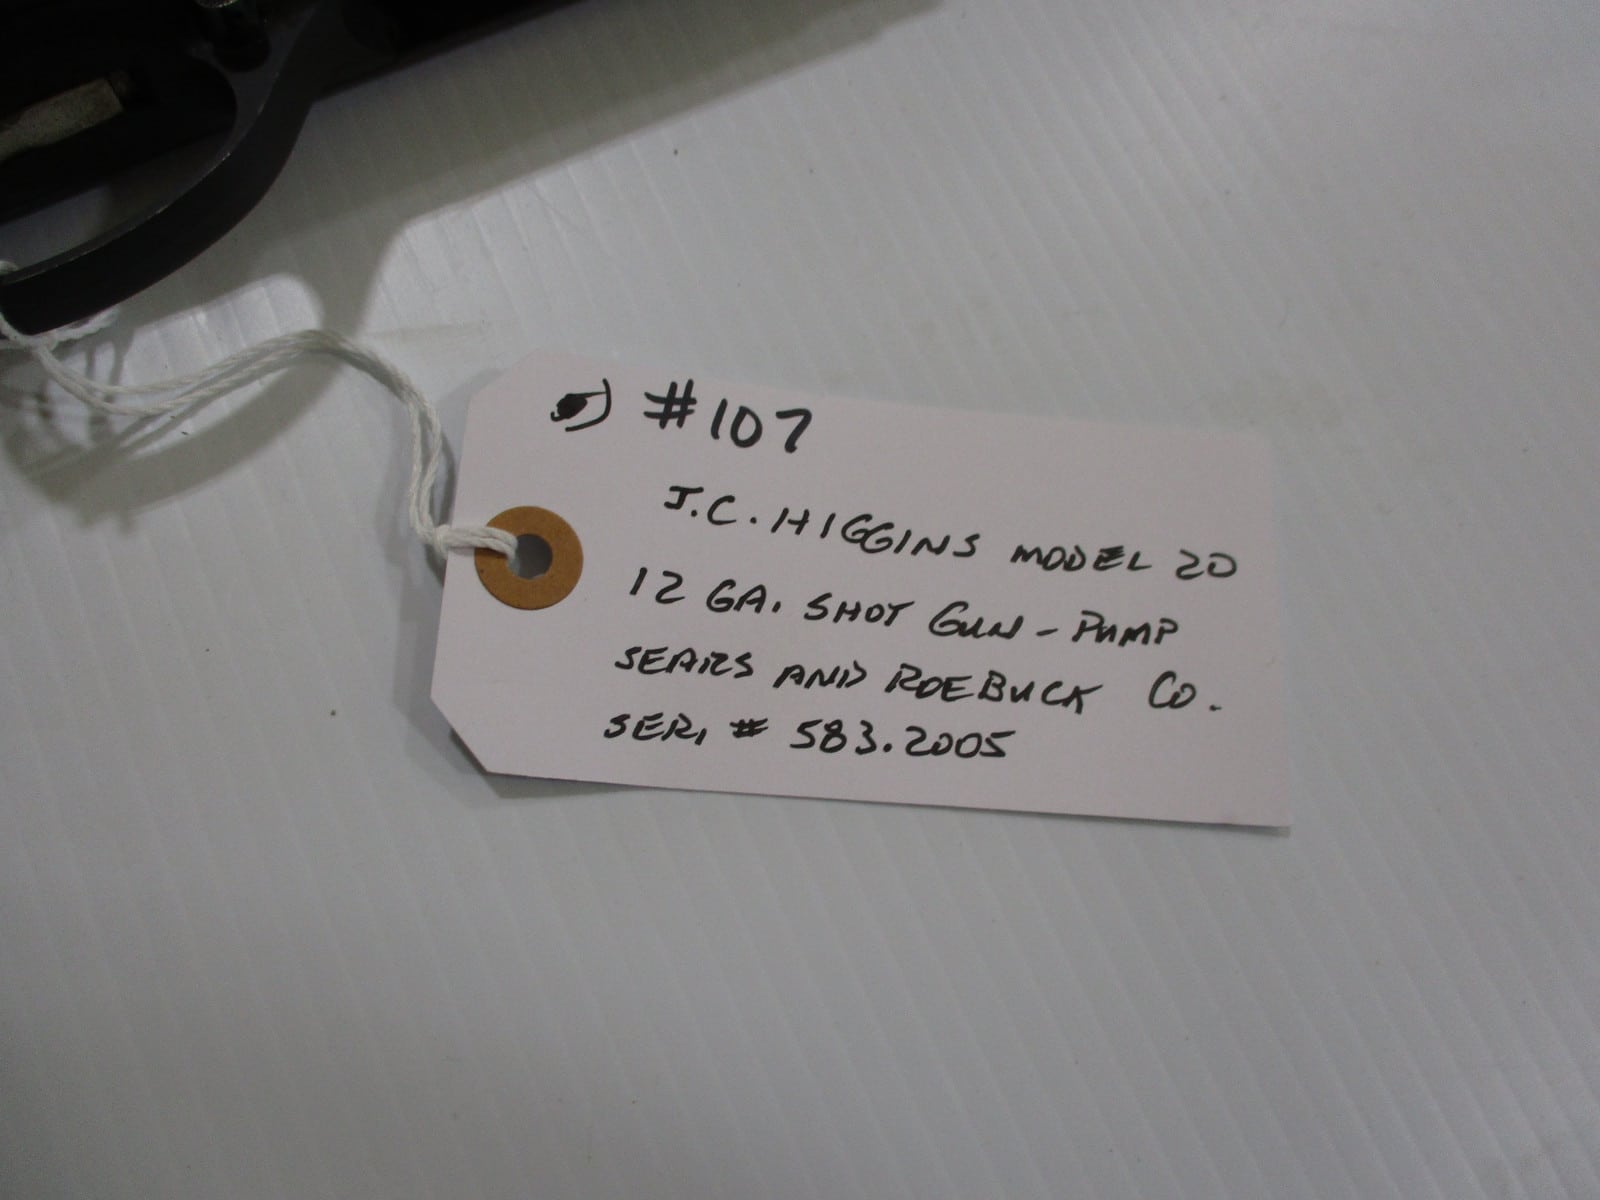 #107
J.C. HIGGINS MODEL 20
12 GA. SHOT GUN - PUMP
SEARS AND ROEBUCK CO.
SER, # 583.2005